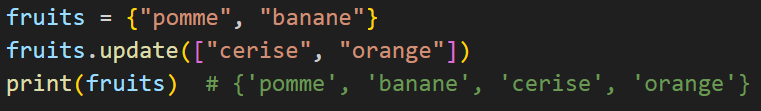 fruits = {"pomme", "banane"}
fruits.update(["cerise", "orange"])
print(fruits)  # {'pomme', 'banane', 'cerise', 'orange'}